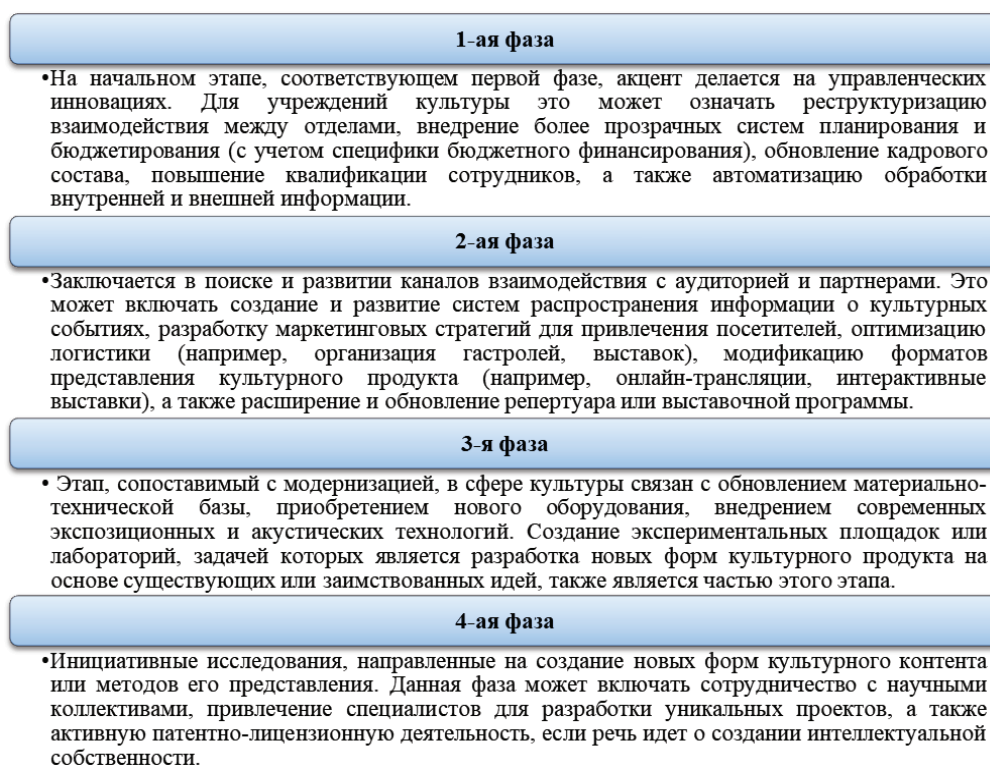 1-ая фаза
•На начальном этапе, соответствующем первой фазе, акцент делается на управленческих
инновациях. Для учреждений культуры это может означать реструктуризацию
взаимодействия между отделами, внедрение более прозрачных систем планирования и
бюджетирования (с учетом специфики бюджетного финансирования), обновление кадрового
состава, повышение квалификации сотрудников, а также автоматизацию обработки
внутренней и внешней информации.
2-ая фаза
•Заключается в поиске и развитии каналов взаимодействия с аудиторией и партнерами. Это
может включать создание и развитие систем распространения информации о культурных
событиях, разработку маркетинговых стратегий для привлечения посетителей, оптимизацию
логистики (например, организация гастролей, выставок), модификацию форматов
представления культурного продукта (например, онлайн-трансляции, интерактивные
выставки), а также расширение и обновление репертуара или выставочной программы.
3-я фаза
• Этап, сопоставимый с модернизацией, в сфере культуры связан с обновлением материально-
технической базы, приобретением нового оборудования, внедрением современных
экспозиционных и акустических технологий. Создание экспериментальных площадок или
лабораторий, задачей которых является разработка новых форм культурного продукта на
основе существующих или заимствованных идей, также является частью этого этапа.
4-ая фаза
•Инициативные исследования, направленные на создание новых форм культурного контента
или методов его представления. Данная фаза может включать сотрудничество с научными
коллективами, привлечение специалистов для разработки уникальных проектов, а также
активную патентно-лицензионную деятельность, если речь идет о создании интеллектуальной
собственности.